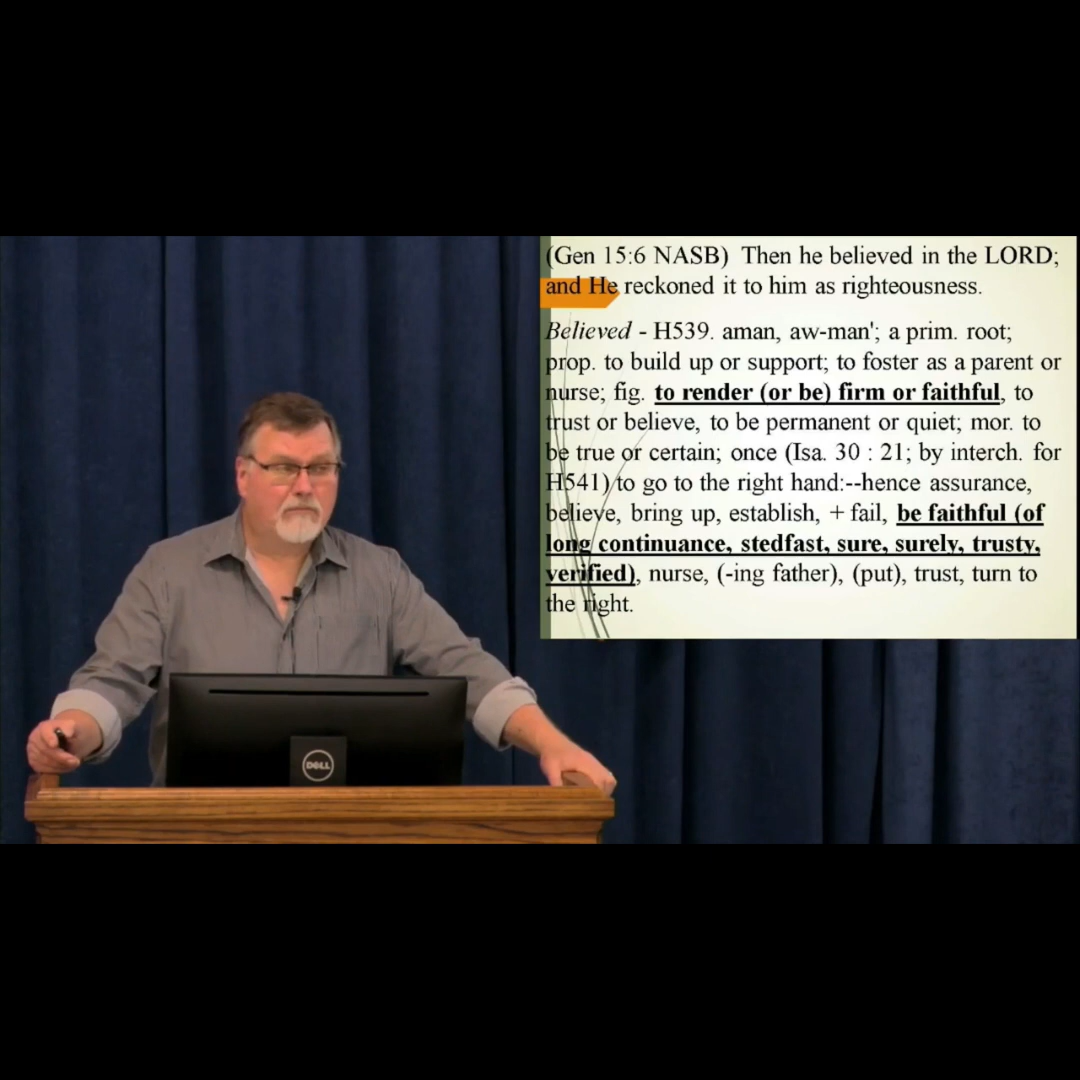 (Gen 15:6 NASB)  Then he believed in the LORD;
and He reckoned it to him as righteousness.
Believed - H539. aman, aw-man'; a prim. root;
prop. to build up or support; to foster as a parent or
nurse; fig. to render (or be) firm or faithful, to
trust or believe, to be permanent or quiet; mor. to
be true or certain; once (Isa. 30 : 21; by interch. for
H541) to go to the right hand:--hence assurance,
believe, bring up, establish, + fail, be faithful (of
long continuance, stedfast, sure, surely, trusty,
verified), nurse, (-ing father), (put), trust, turn to
the right.
DELL